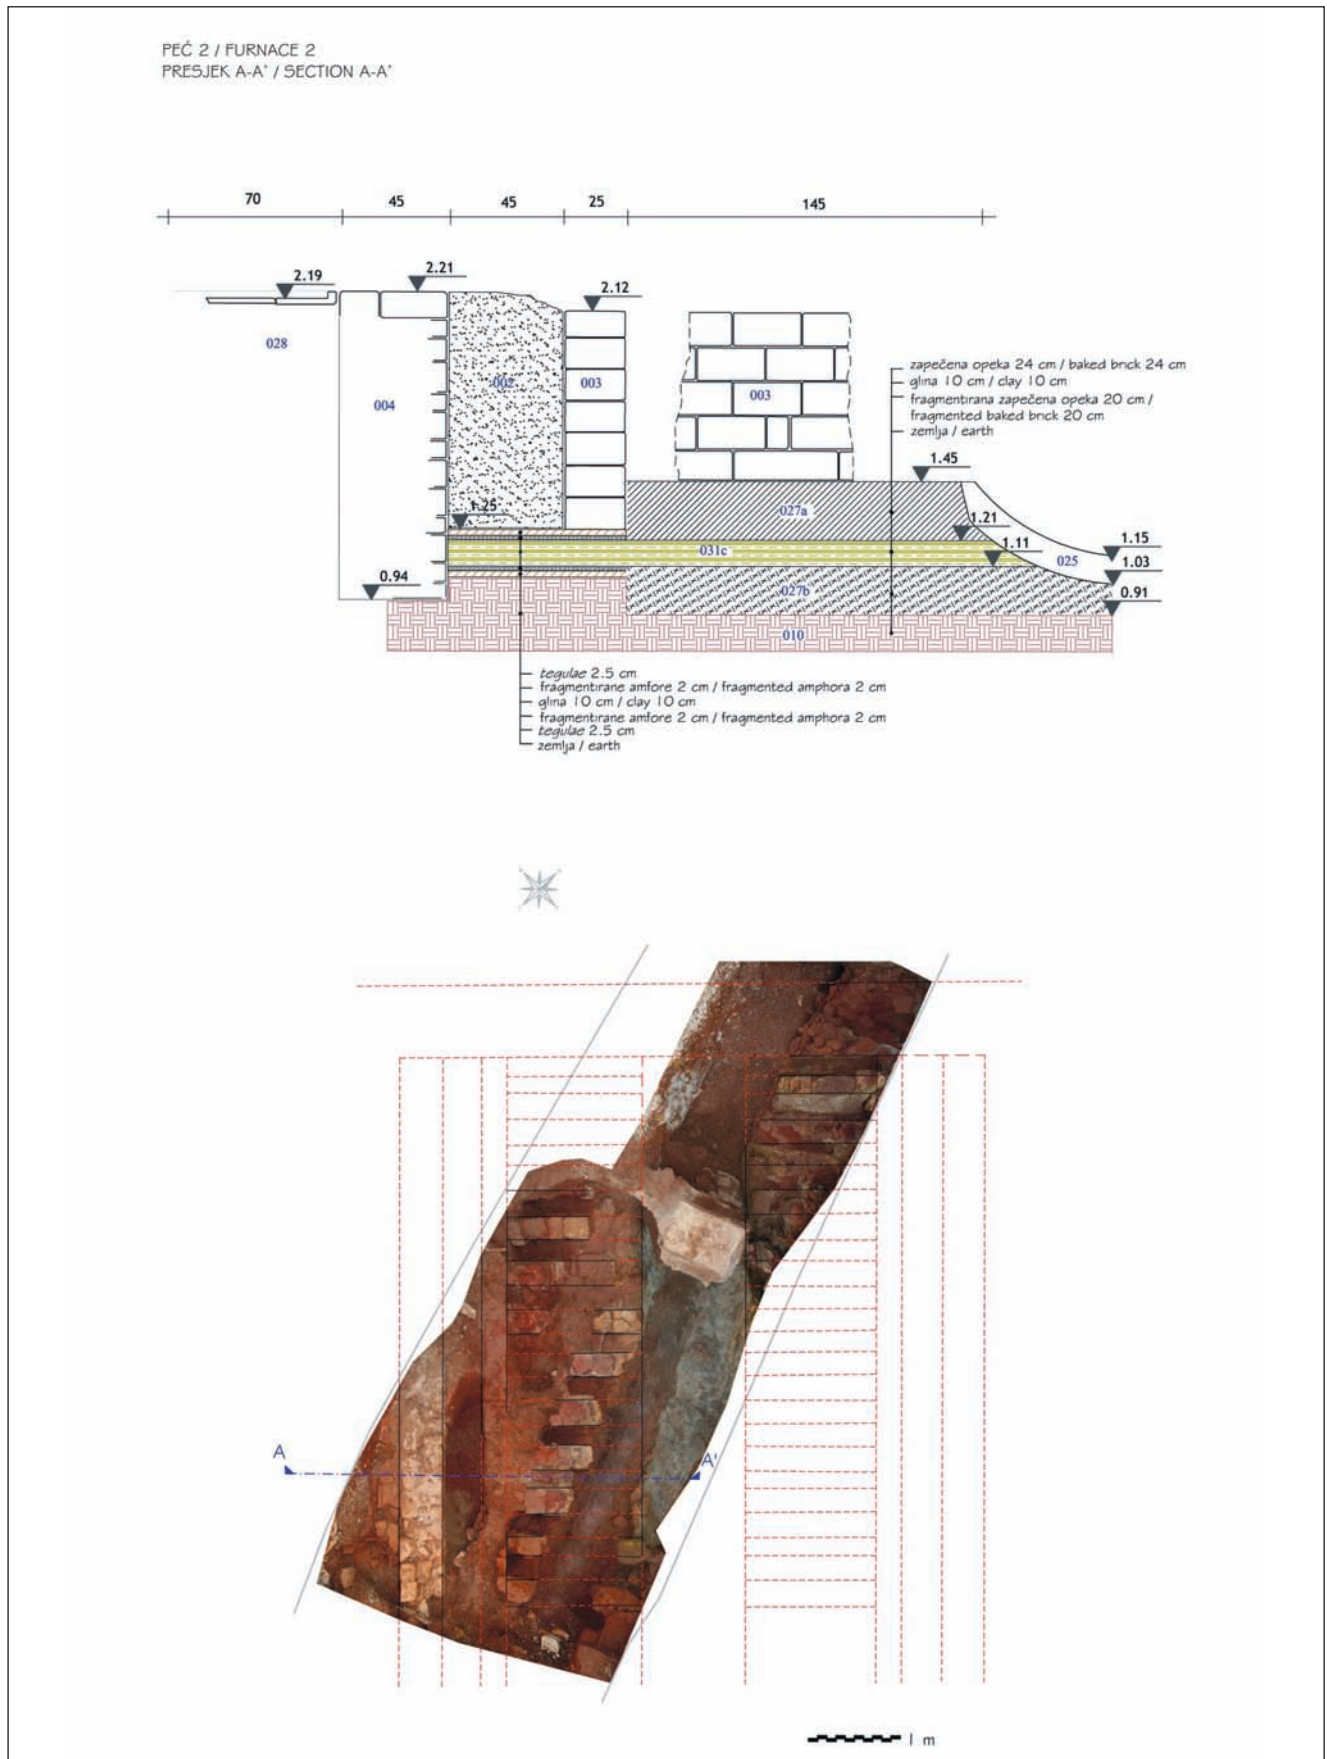 PEĆ 2 / FURNACE 2
PRESJEK A-A' / SECTION A-A'
70 45 45 25 145
2.19 2.21 2.12
028 004 002 003 003
zapečena opeka 24 cm / baked brick 24 cm
glina 10 cm / clay 10 cm
fragmentirana zapečena opeka 20 cm /
fragmented baked brick 20 cm
zemlja / earth
1.45
1.25 027a 1.21
031c 1.11 025 1.15
0.94 1.03
027b 0.91
010
tegulae 2.5 cm
fragmentirane amfore 2 cm / fragmented amphora 2 cm
glina 10 cm / clay 10 cm
fragmentirane amfore 2 cm / fragmented amphora 2 cm
tegulae 2.5 cm
zemlja / earth
A A'
1 m